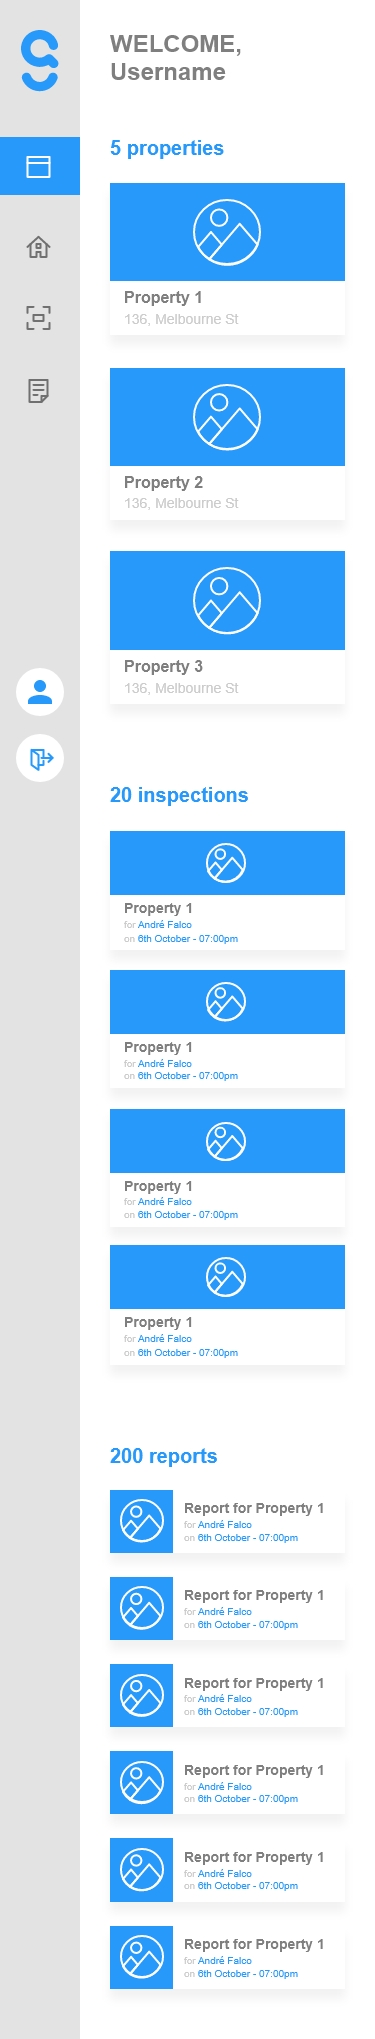 WELCOME,
Username
5 properties
Property 1
136, Melbourne St
Property 2
136, Melbourne St
Property 3
136, Melbourne St
20 inspections
Property 1
for André Falco
on 6th October - 07:00pm
Property 1
for André Falco
on 6th October - 07:00pm
Property 1
for André Falco
on 6th October - 07:00pm
Property 1
for André Falco
on 6th October - 07:00pm
200 reports
Report for Property 1
for André Falco
on 6th October - 07:00pm
Report for Property 1
for André Falco
on 6th October - 07:00pm
Report for Property 1
for André Falco
on 6th October - 07:00pm
Report for Property 1
for André Falco
on 6th October - 07:00pm
Report for Property 1
for André Falco
on 6th October - 07:00pm
Report for Property 1
for André Falco
on 6th October - 07:00pm